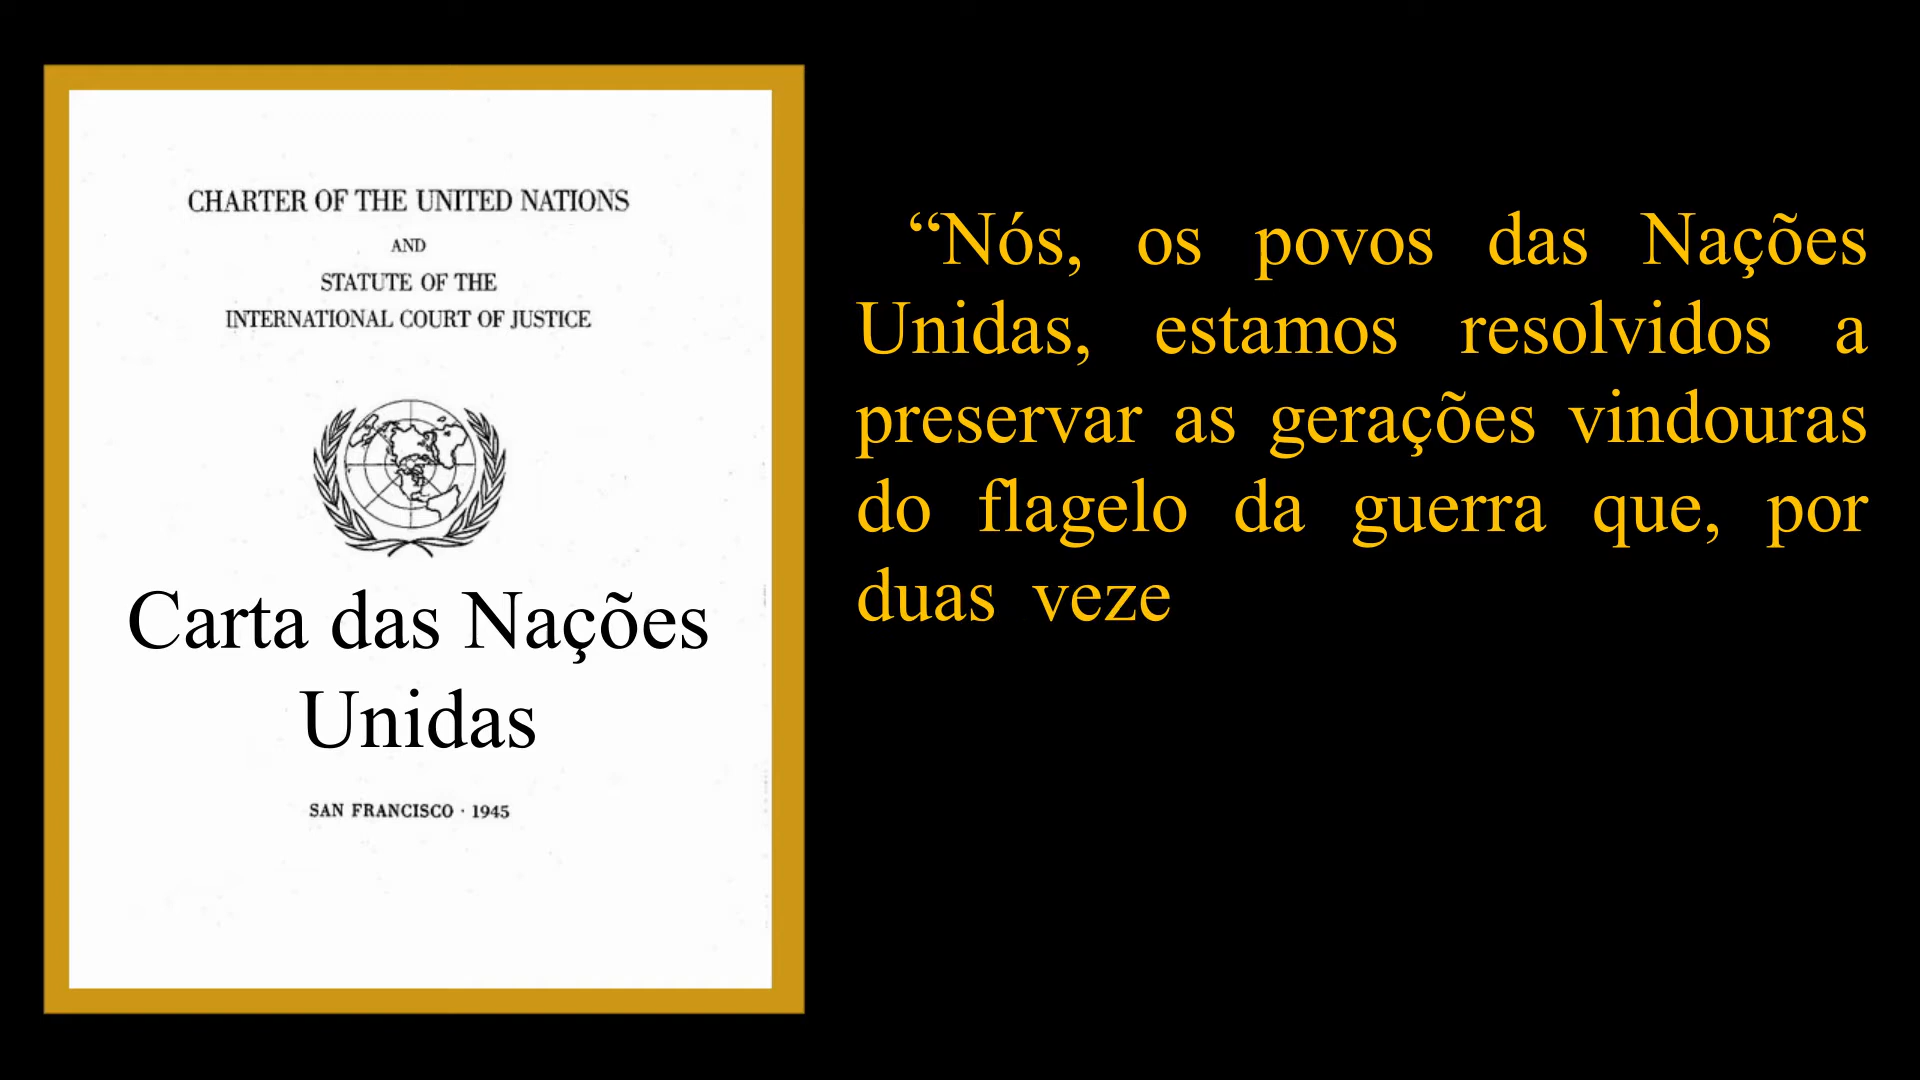 CHARTER OF THE UNITED NATIONS
AND
STATUTE OF THE
INTERNATIONAL COURT OF JUSTICE
Carta das Nações
Unidas
SAN FRANCISCO · 1945
“Nós, os povos das Nações
Unidas, estamos resolvidos a
preservar as gerações vindouras
do flagelo da guerra que, por
duas veze